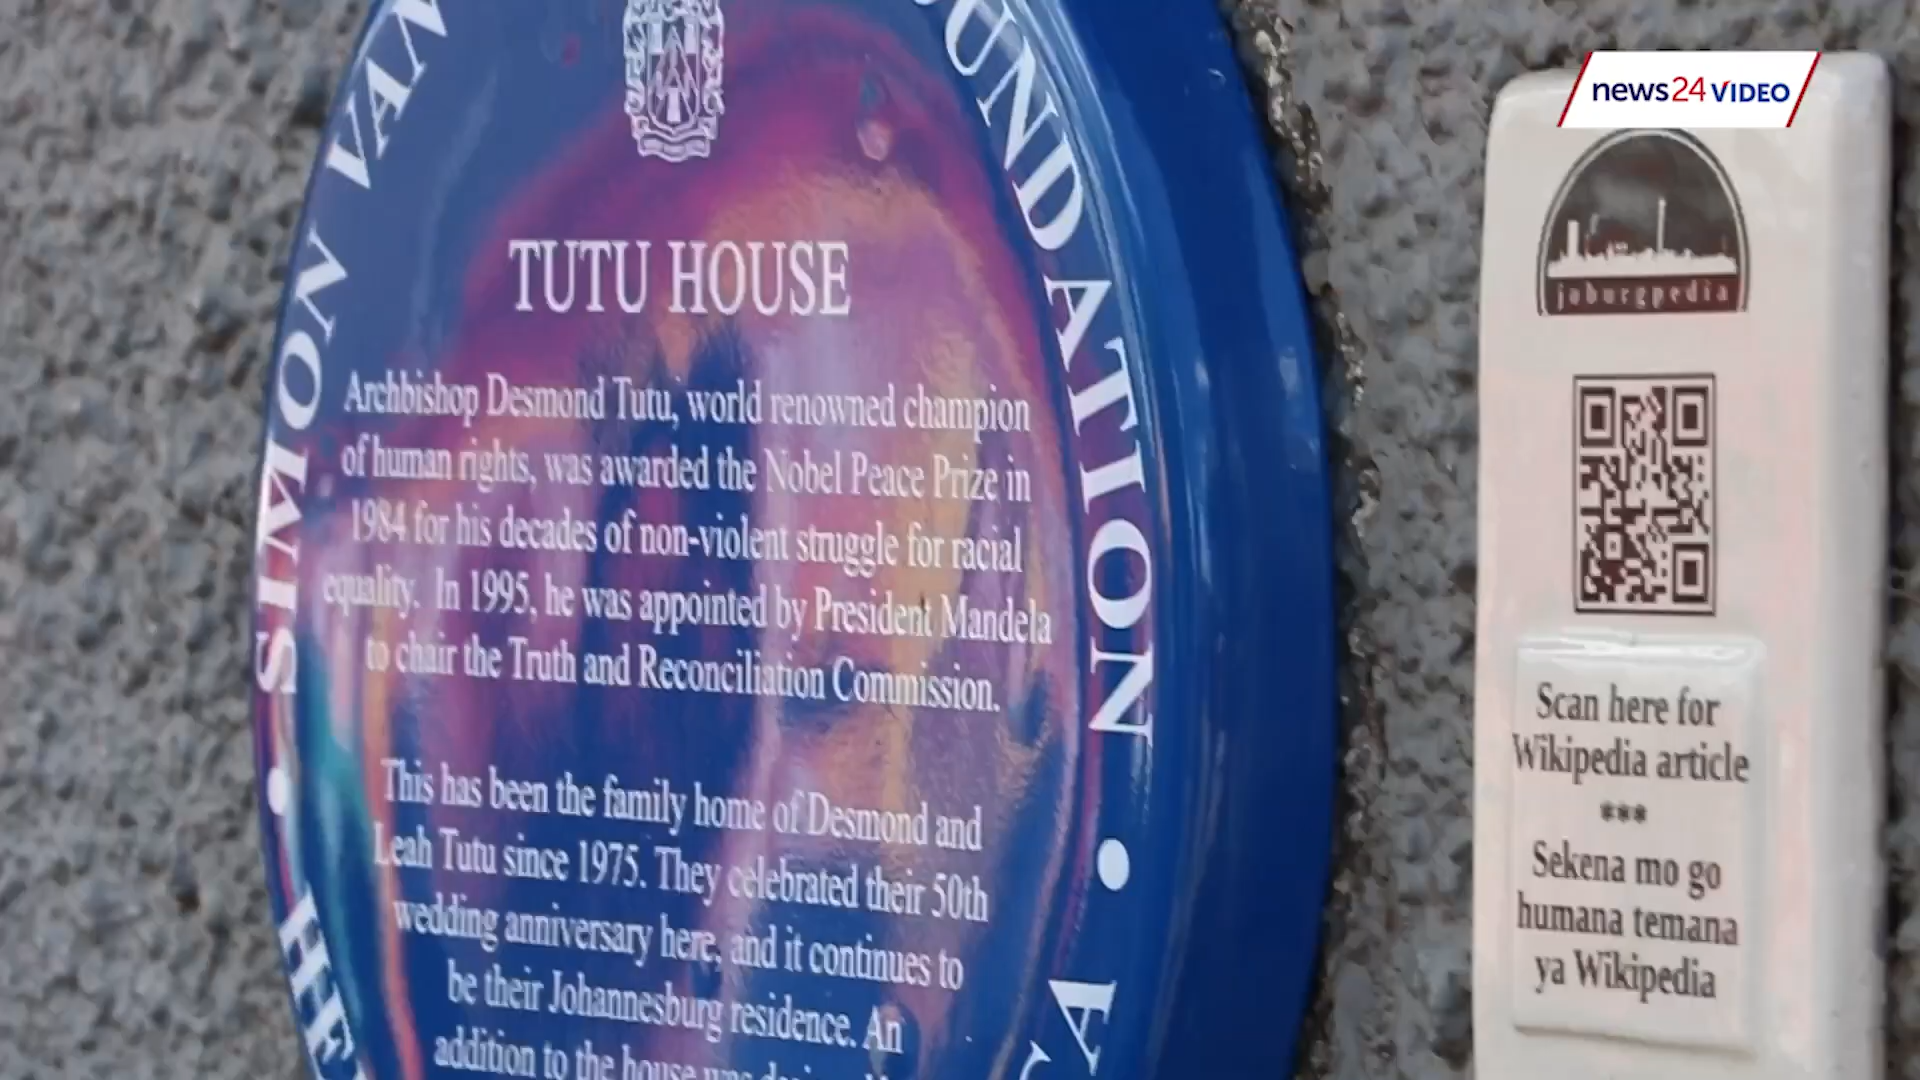 news24 VIDEO
SIMON VAN
OUNDATION
TUTU HOUSE
Archbishop Desmond Tutu, world renowned champion
of human rights, was awarded the Nobel Peace Prize in
1984 for his decades of non-violent struggle for racial
equality. In 1995, he was appointed by President Mandela
to chair the Truth and Reconciliation Commission.
This has been the family home of Desmond and
Leah Tutu since 1975. They celebrated their 50th
wedding anniversary here, and it continues to
be their Johannesburg residence. An
addition to the house was
joburgpedia
Scan here for
Wikipedia article
***
Sekena mo go
humana temana
ya Wikipedia